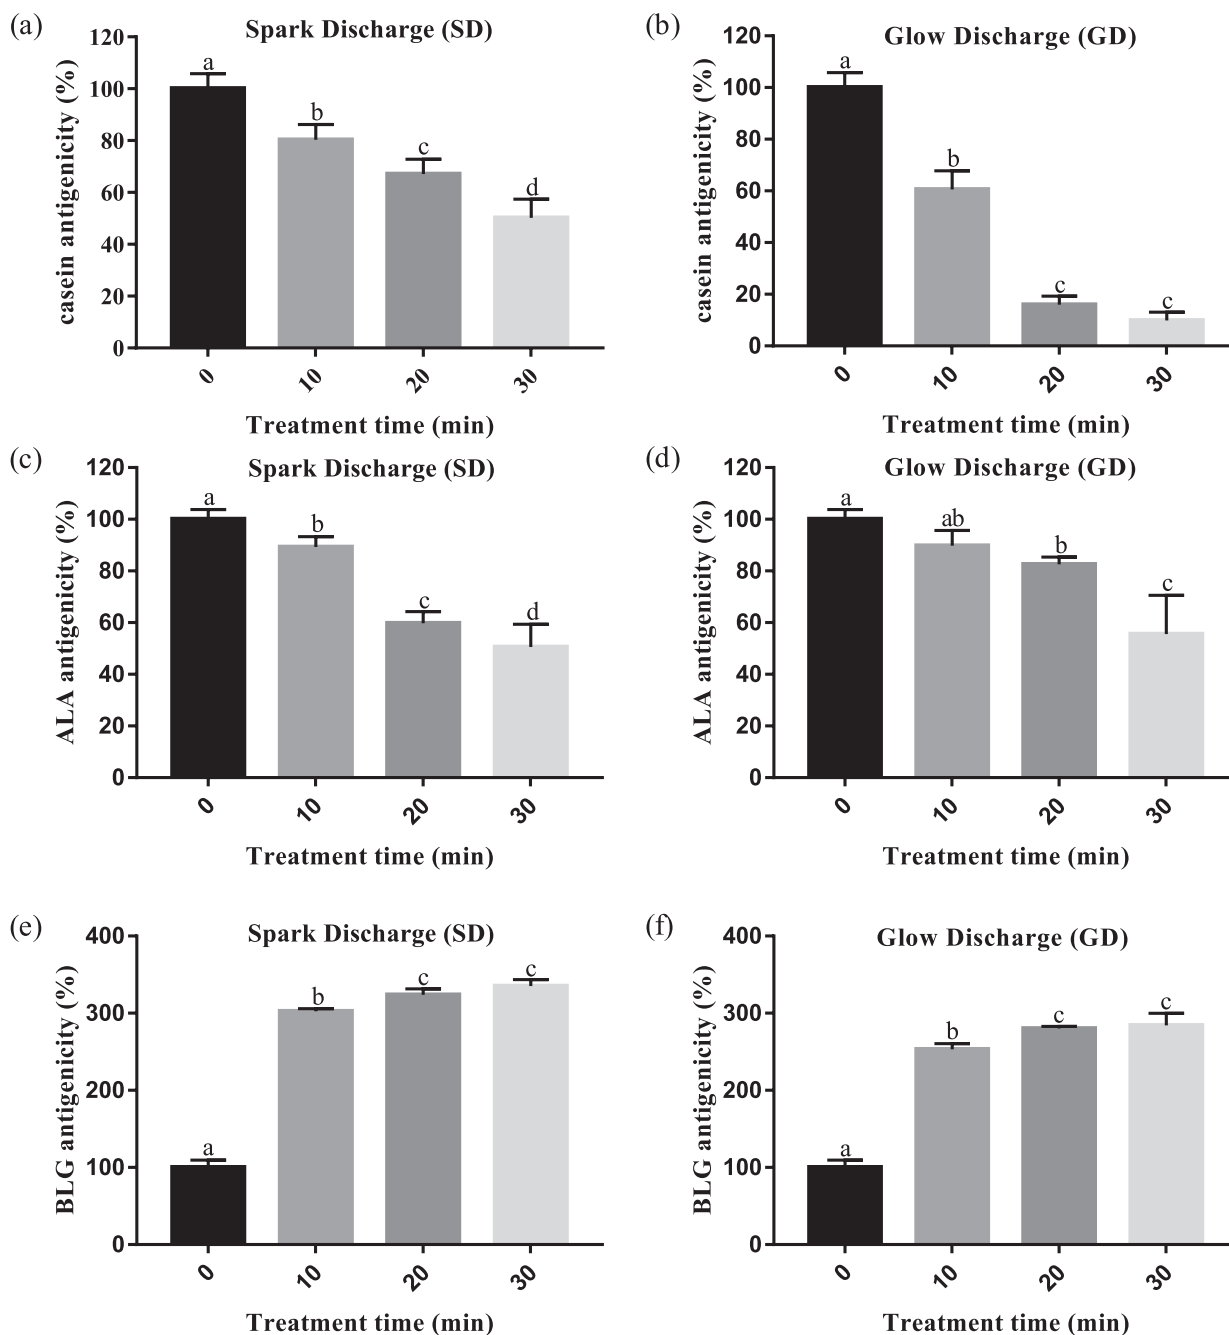 (a)
Spark Discharge (SD)
casein antigenicity (%)
120
100
80
60
40
20
0
a
b
c
d
0
10
20
30
Treatment time (min)
(b)
Glow Discharge (GD)
casein antigenicity (%)
120
100
80
60
40
20
0
a
b
c
c
0
10
20
30
Treatment time (min)
(c)
Spark Discharge (SD)
ALA antigenicity (%)
120
100
80
60
40
20
0
a
b
c
d
0
10
20
30
Treatment time (min)
(d)
Glow Discharge (GD)
ALA antigenicity (%)
120
100
80
60
40
20
0
a
ab
b
c
0
10
20
30
Treatment time (min)
(e)
Spark Discharge (SD)
BLG antigenicity (%)
400
300
200
100
0
a
b
c
c
0
10
20
30
Treatment time (min)
(f)
Glow Discharge (GD)
BLG antigenicity (%)
400
300
200
100
0
a
b
c
c
0
10
20
30
Treatment time (min)